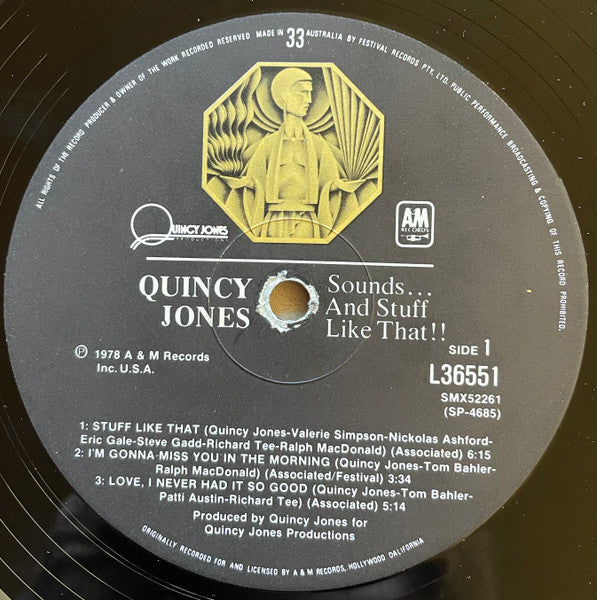 ALL RIGHTS OF THE RECORD PRODUCER & OWNER OF THE WORK RECORDED RESERVED MADE IN 33 AUSTRALIA BY FESTIVAL RECORDS PTY. LTD. PUBLIC PERFORMANCE BROADCASTING & COPYING OF THIS RECORD PROHIBITED.
QUINCY JONES
PRODUCTIONS
A&M
RECORDS
QUINCY
JONES
Sounds...
And Stuff
Like That!!
SIDE 1
L36551
SMX52261
(SP-4685)
℗ 1978 A & M Records
Inc. U.S.A.
1: STUFF LIKE THAT (Quincy Jones-Valerie Simpson-Nickolas Ashford-
Eric Gale-Steve Gadd-Richard Tee-Ralph MacDonald) (Associated) 6:15
2: I'M GONNA MISS YOU IN THE MORNING (Quincy Jones-Tom Bahler-
Ralph MacDonald) (Associated/Festival) 3:34
3: LOVE, I NEVER HAD IT SO GOOD (Quincy Jones-Tom Bahler-
Patti Austin-Richard Tee) (Associated) 5:14
Produced by Quincy Jones for
Quincy Jones Productions
ORIGINALLY RECORDED FOR AND LICENSED BY A & M RECORDS, HOLLYWOOD CALIFORNIA